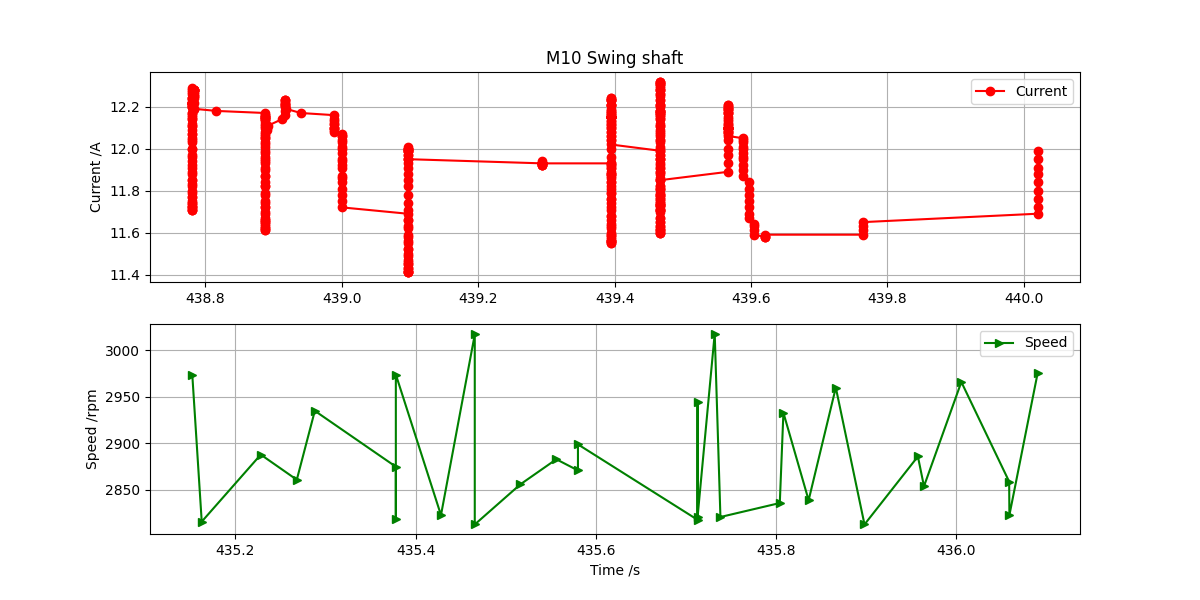 M10 Swing shaft
Current /A
12.2
12.0
11.8
11.6
11.4
Current
438.8 439.0 439.2 439.4 439.6 439.8 440.0
Speed /rpm
3000
2950
2900
2850
Speed
435.2 435.4 435.6 435.8 436.0
Time /s